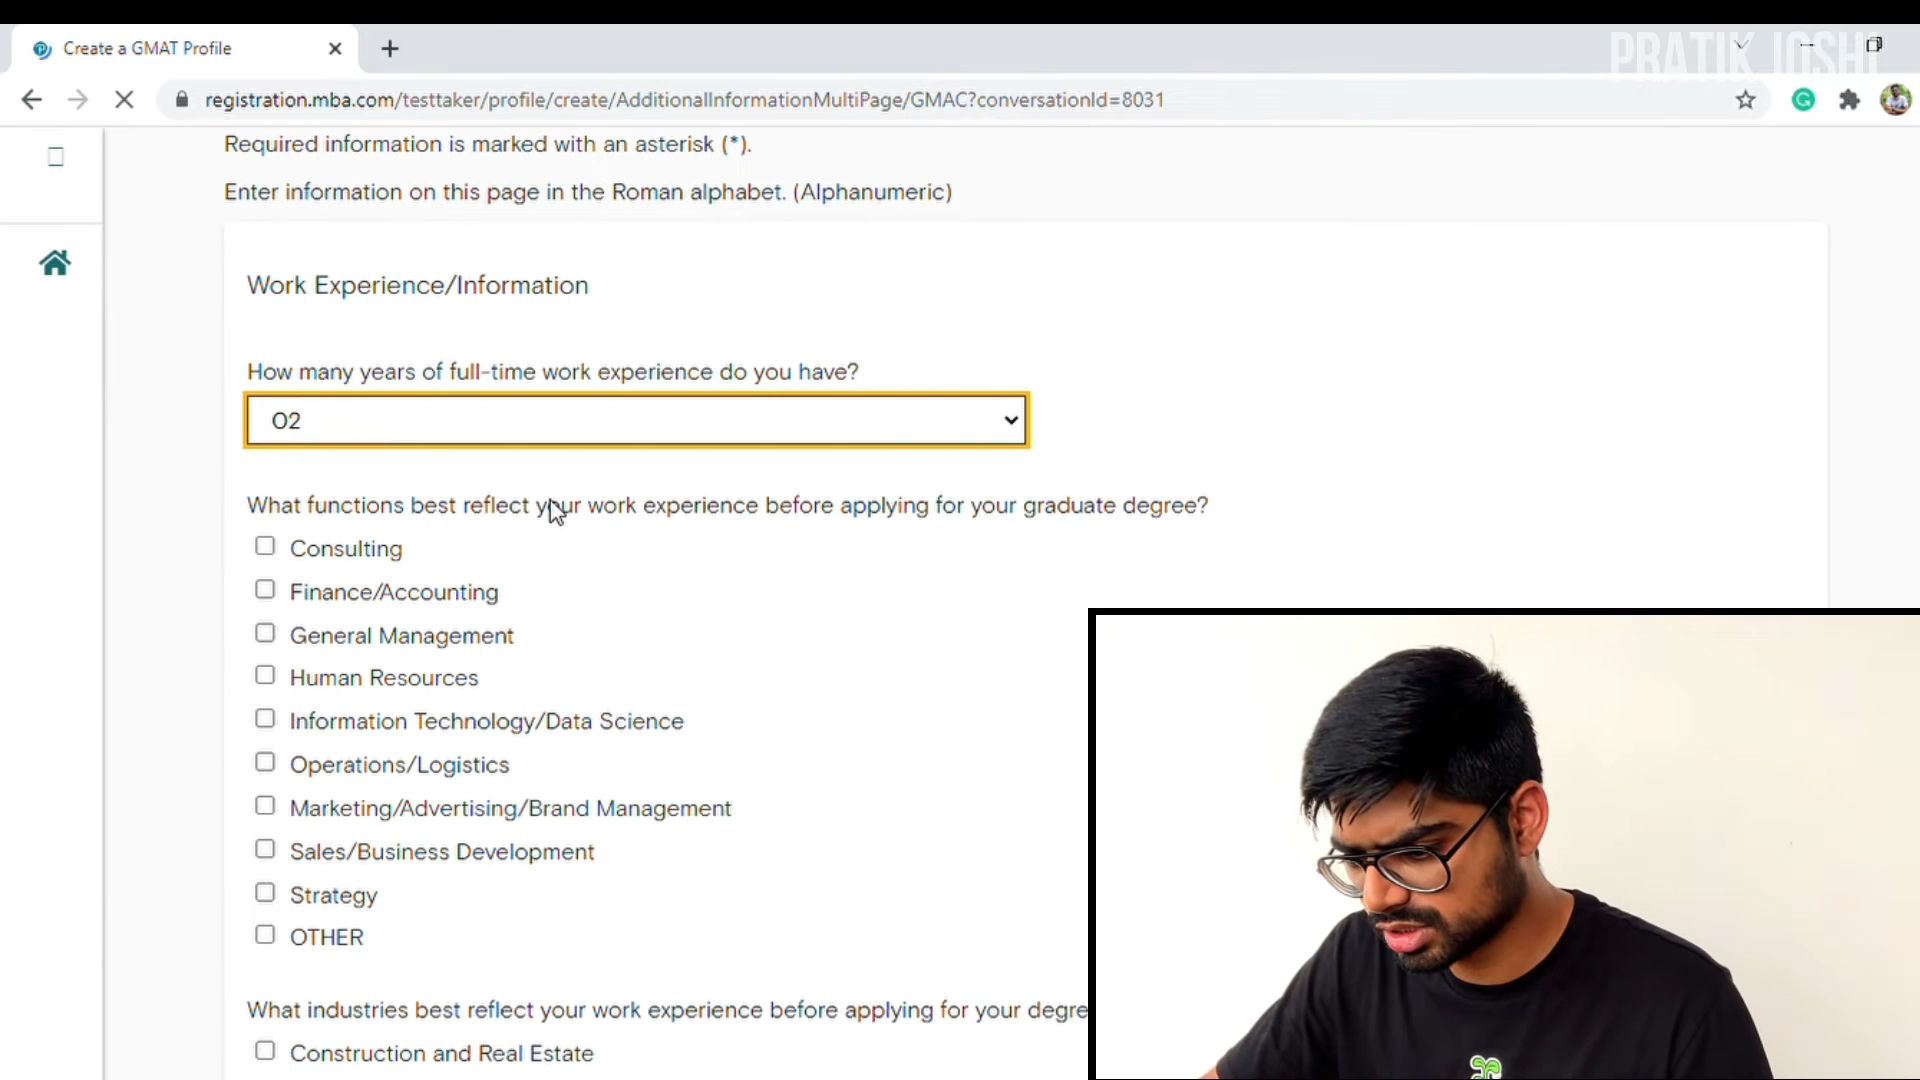 Create a GMAT Profile
PRATIK JOSHI
registration.mba.com/testtaker/profile/create/AdditionalInformationMultiPage/GMAC?conversationId=8031
Required information is marked with an asterisk (*).
Enter information on this page in the Roman alphabet. (Alphanumeric)
Work Experience/Information
How many years of full-time work experience do you have?
02
What functions best reflect your work experience before applying for your graduate degree?
Consulting
Finance/Accounting
General Management
Human Resources
Information Technology/Data Science
Operations/Logistics
Marketing/Advertising/Brand Management
Sales/Business Development
Strategy
OTHER
What industries best reflect your work experience before applying for your degre
Construction and Real Estate